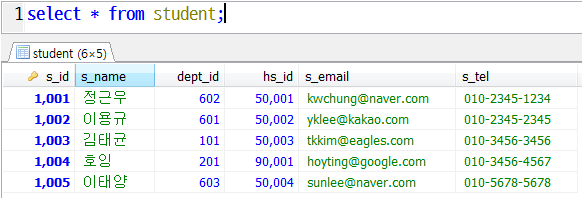 1 select * from student;
student (6×5)
s_id s_name dept_id hs_id s_email s_tel
1,001 정근우 602 50,001 kwchung@naver.com 010-2345-1234
1,002 이용규 601 50,002 yklee@kakao.com 010-2345-2345
1,003 김태균 101 50,003 tkkim@eagles.com 010-3456-3456
1,004 호잉 201 90,001 hoyting@google.com 010-3456-4567
1,005 이태양 603 50,004 sunlee@naver.com 010-5678-5678